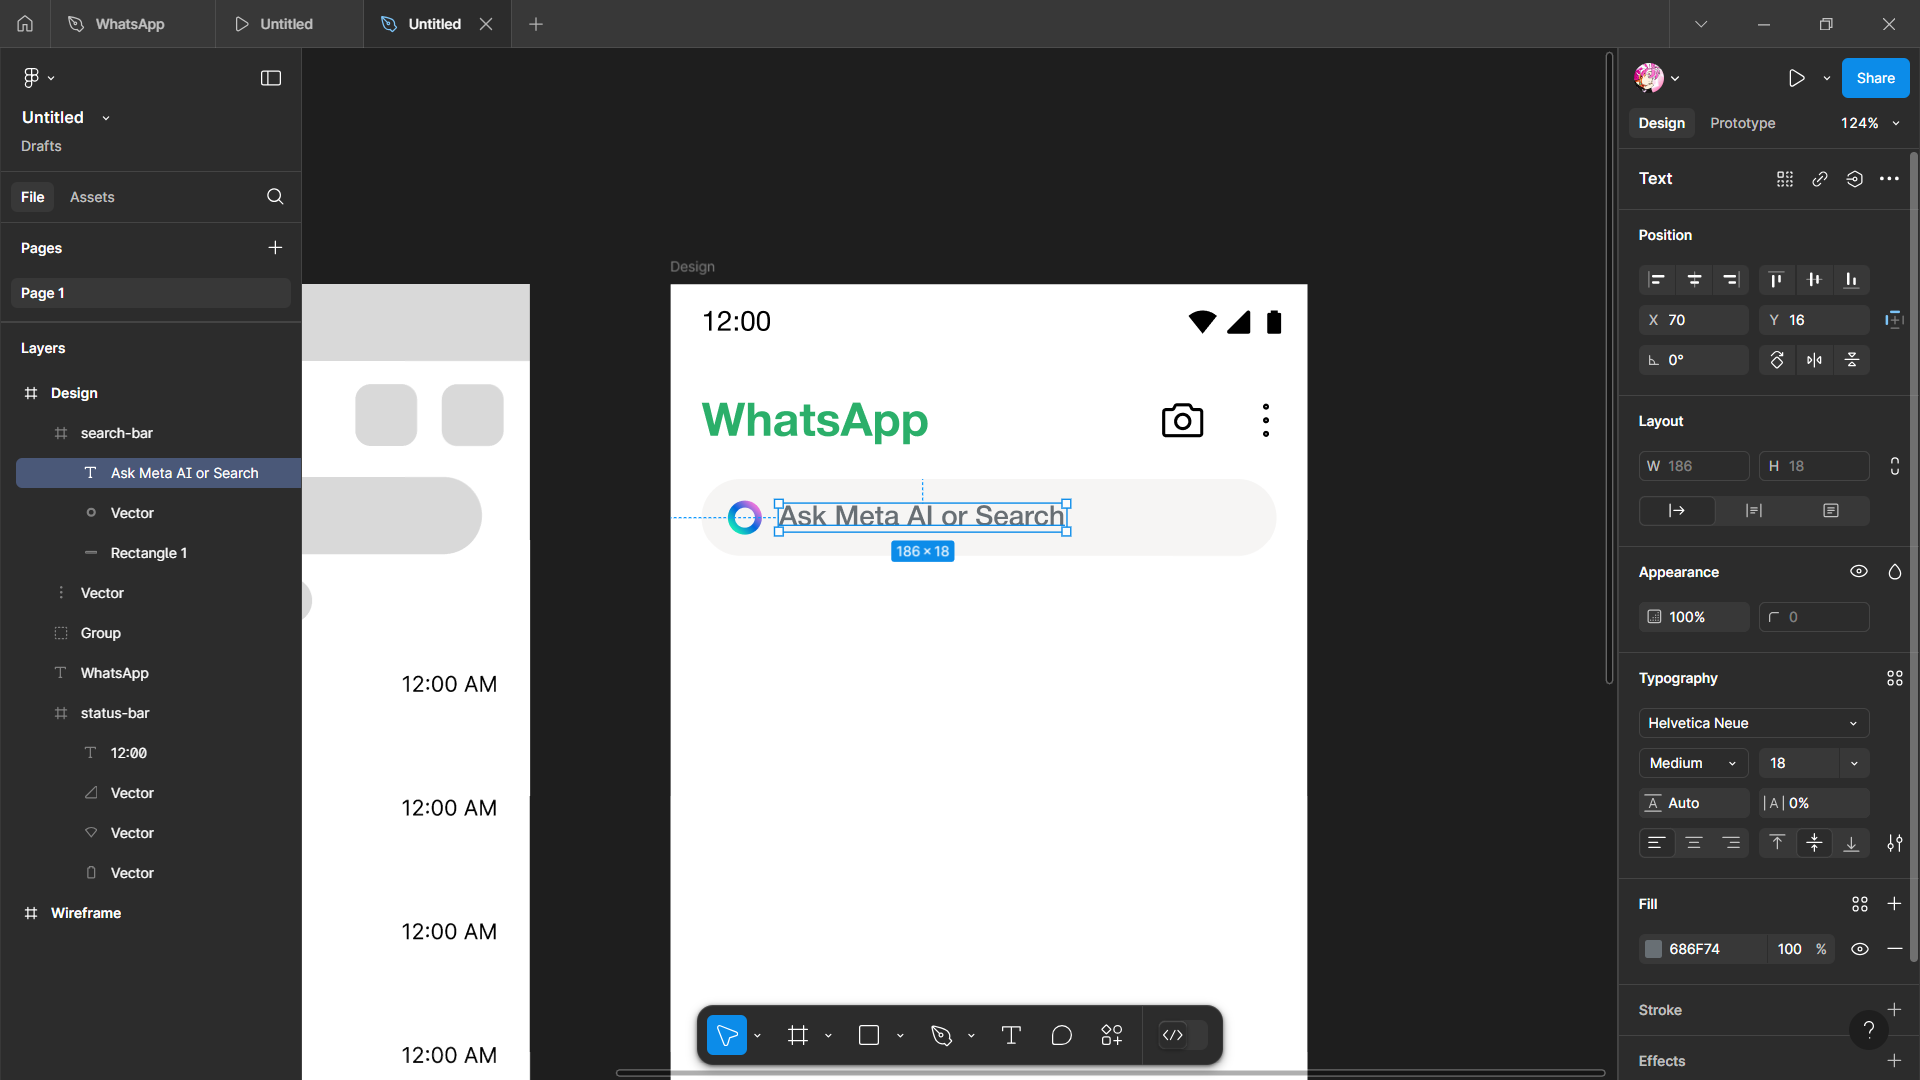 WhatsApp
Untitled
Untitled
Untitled
Drafts
File
Assets
Pages
Page 1
Layers
Design
search-bar
Ask Meta AI or Search
Vector
Rectangle 1
Vector
Group
WhatsApp
status-bar
12:00
Vector
Vector
Vector
Wireframe
12:00 AM
12:00 AM
12:00 AM
12:00 AM
Design
12:00
WhatsApp
Ask Meta AI or Search
186 × 18
Share
Design
Prototype
124%
Text
Position
X 70
Y 16
0°
Layout
W 186
H 18
Appearance
100%
0
Typography
Helvetica Neue
Medium
18
A Auto
|A| 0%
Fill
686F74
100 %
Stroke
?
Effects